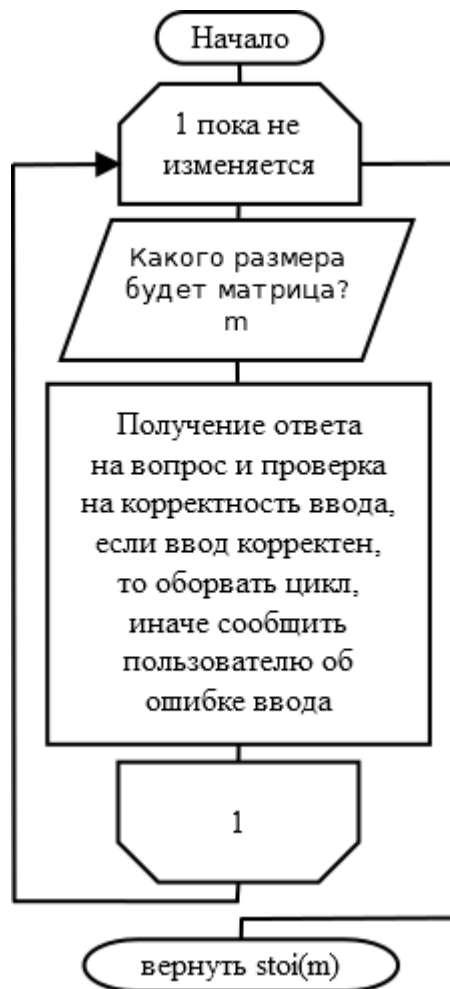 Начало
1 пока не
изменяется
Какого размера
будет матрица?
m
Получение ответа
на вопрос и проверка
на корректность ввода,
если ввод корректен,
то оборвать цикл,
иначе сообщить
пользователю об
ошибке ввода
1
вернуть stoi(m)